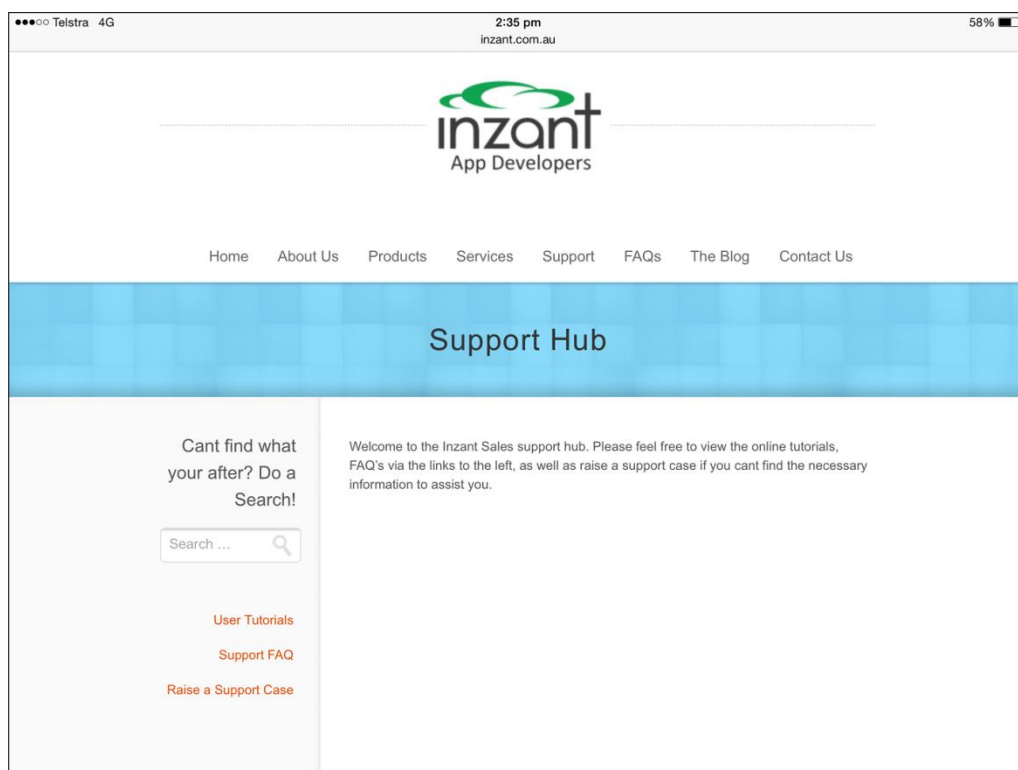 Telstra 4G 2:35 pm 58%
inzant.com.au
inzant
App Developers
Home About Us Products Services Support FAQs The Blog Contact Us
Support Hub
Cant find what
your after? Do a
Search!
Search ...
User Tutorials
Support FAQ
Raise a Support Case
Welcome to the Inzant Sales support hub. Please feel free to view the online tutorials,
FAQ's via the links to the left, as well as raise a support case if you cant find the necessary
information to assist you.